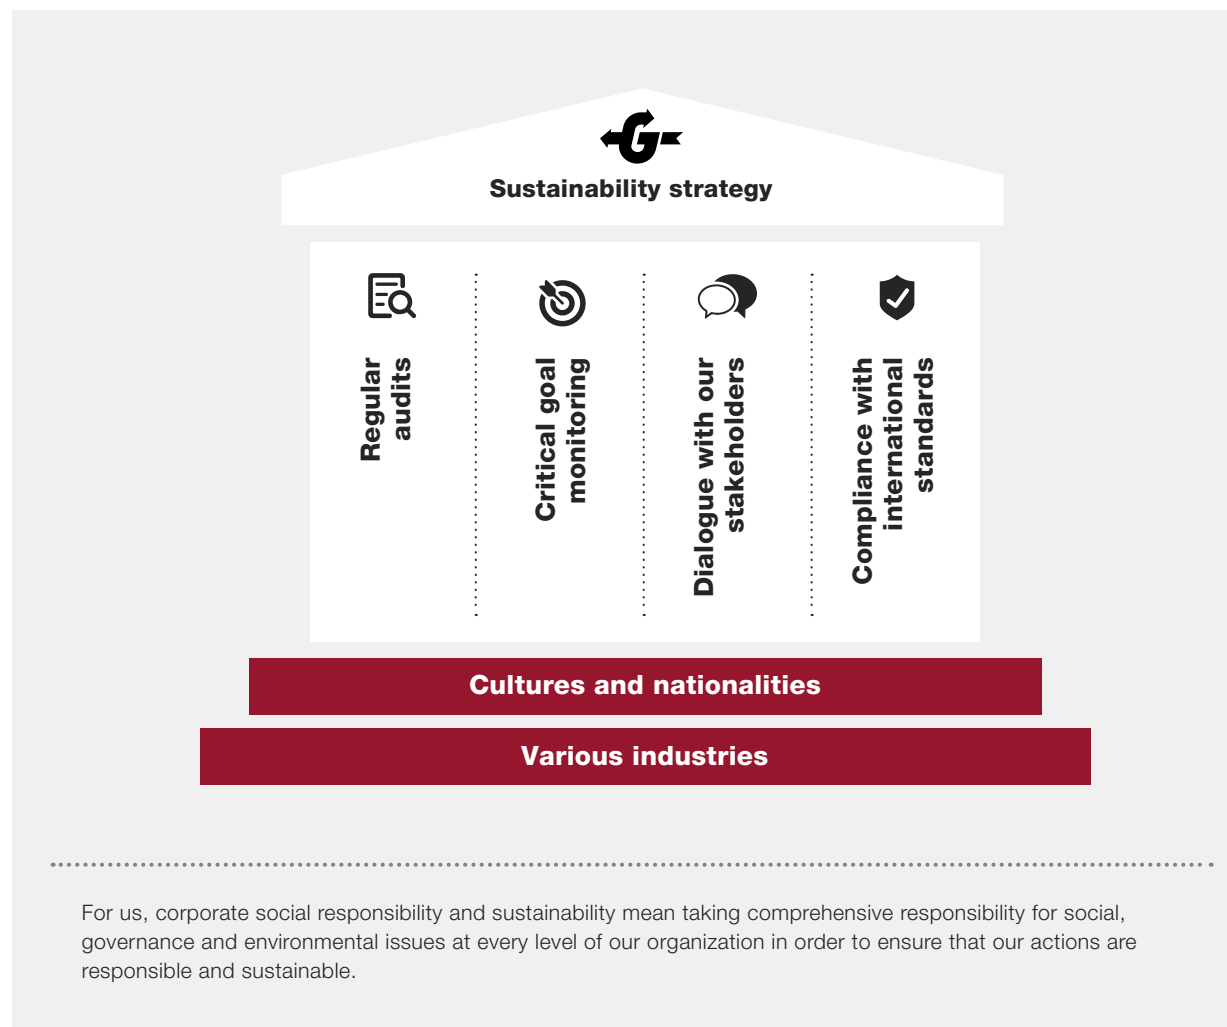 G
Sustainability strategy
Regular
audits
Critical goal
monitoring
Dialogue with our
stakeholders
Compliance with
international
standards
Cultures and nationalities
Various industries
For us, corporate social responsibility and sustainability mean taking comprehensive responsibility for social,
governance and environmental issues at every level of our organization in order to ensure that our actions are
responsible and sustainable.